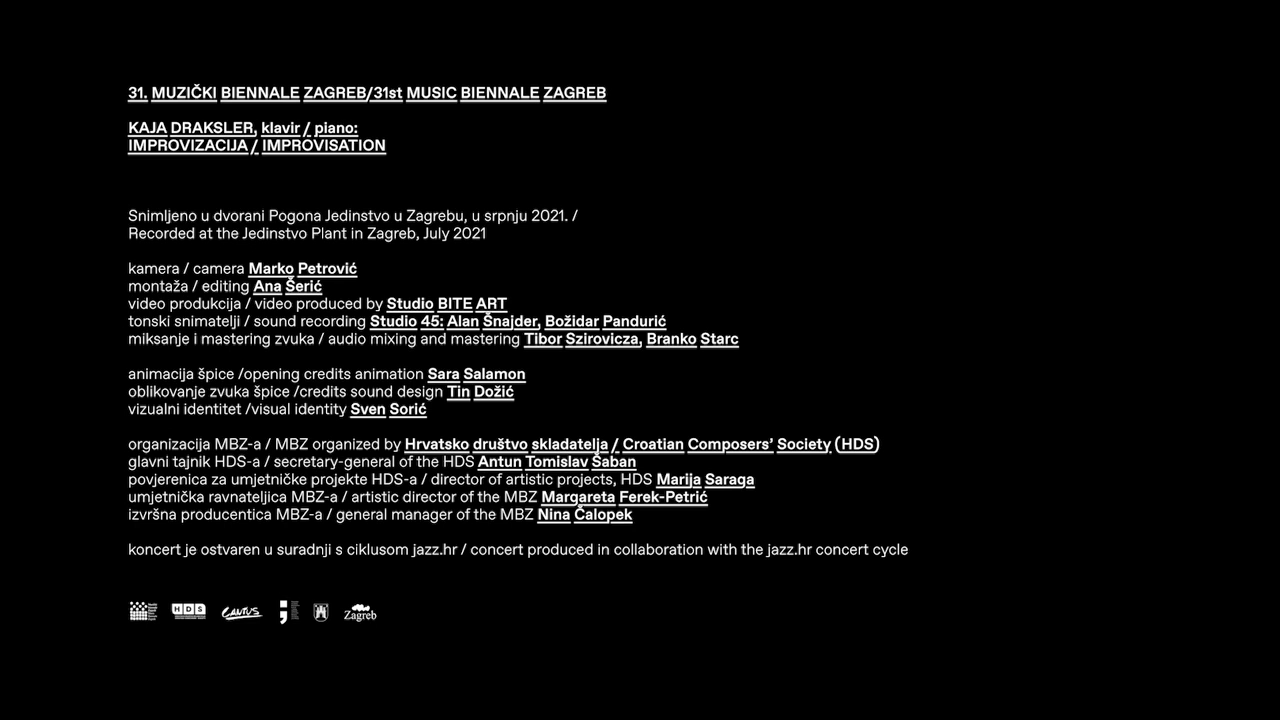 31. MUZIČKI BIENNALE ZAGREB/31st MUSIC BIENNALE ZAGREB
KAJA DRAKSLER, klavir / piano:
IMPROVIZACIJA / IMPROVISATION
Snimljeno u dvorani Pogona Jedinstvo u Zagrebu, u srpnju 2021. /
Recorded at the Jedinstvo Plant in Zagreb, July 2021
kamera / camera Marko Petrović
montaža / editing Ana Šerić
video produkcija / video produced by Studio BITE ART
tonski snimatelji / sound recording Studio 45: Alan Šnajder, Božidar Pandurić
miksanje i mastering zvuka / audio mixing and mastering Tibor Szirovicza, Branko Starc
animacija špice /opening credits animation Sara Salamon
oblikovanje zvuka špice /credits sound design Tin Dožić
vizualni identitet /visual identity Sven Sorić
organizacija MBZ-a / MBZ organized by Hrvatsko društvo skladatelja / Croatian Composers' Society (HDS)
glavni tajnik HDS-a / secretary-general of the HDS Antun Tomislav Šaban
povjerenica za umjetničke projekte HDS-a / director of artistic projects, HDS Marija Saraga
umjetnička ravnateljica MBZ-a / artistic director of the MBZ Margareta Ferek-Petrić
izvršna producentica MBZ-a / general manager of the MBZ Nina Čalopek
koncert je ostvaren u suradnji s ciklusom jazz.hr / concert produced in collaboration with the jazz.hr concert cycle
HDS CANTUS Zagreb